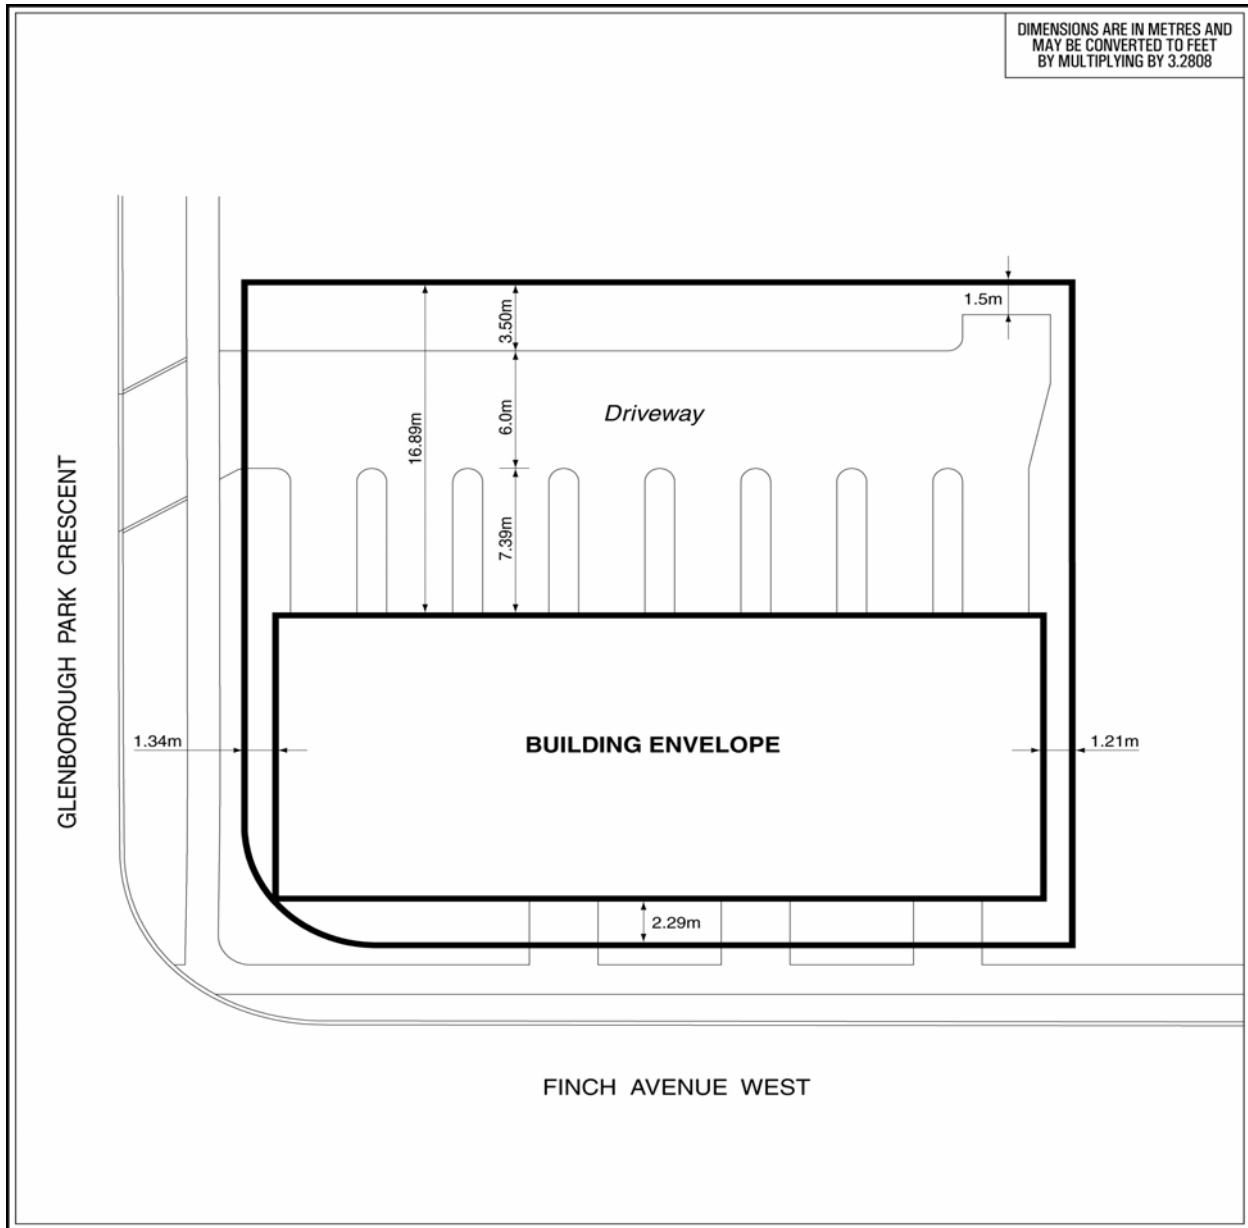 DIMENSIONS ARE IN METRES AND
MAY BE CONVERTED TO FEET
BY MULTIPLYING BY 3.2808
1.5m
3.50m
16.89m
6.0m
Driveway
7.39m
GLENBOROUGH PARK CRESCENT
1.34m
BUILDING ENVELOPE
1.21m
2.29m
FINCH AVENUE WEST